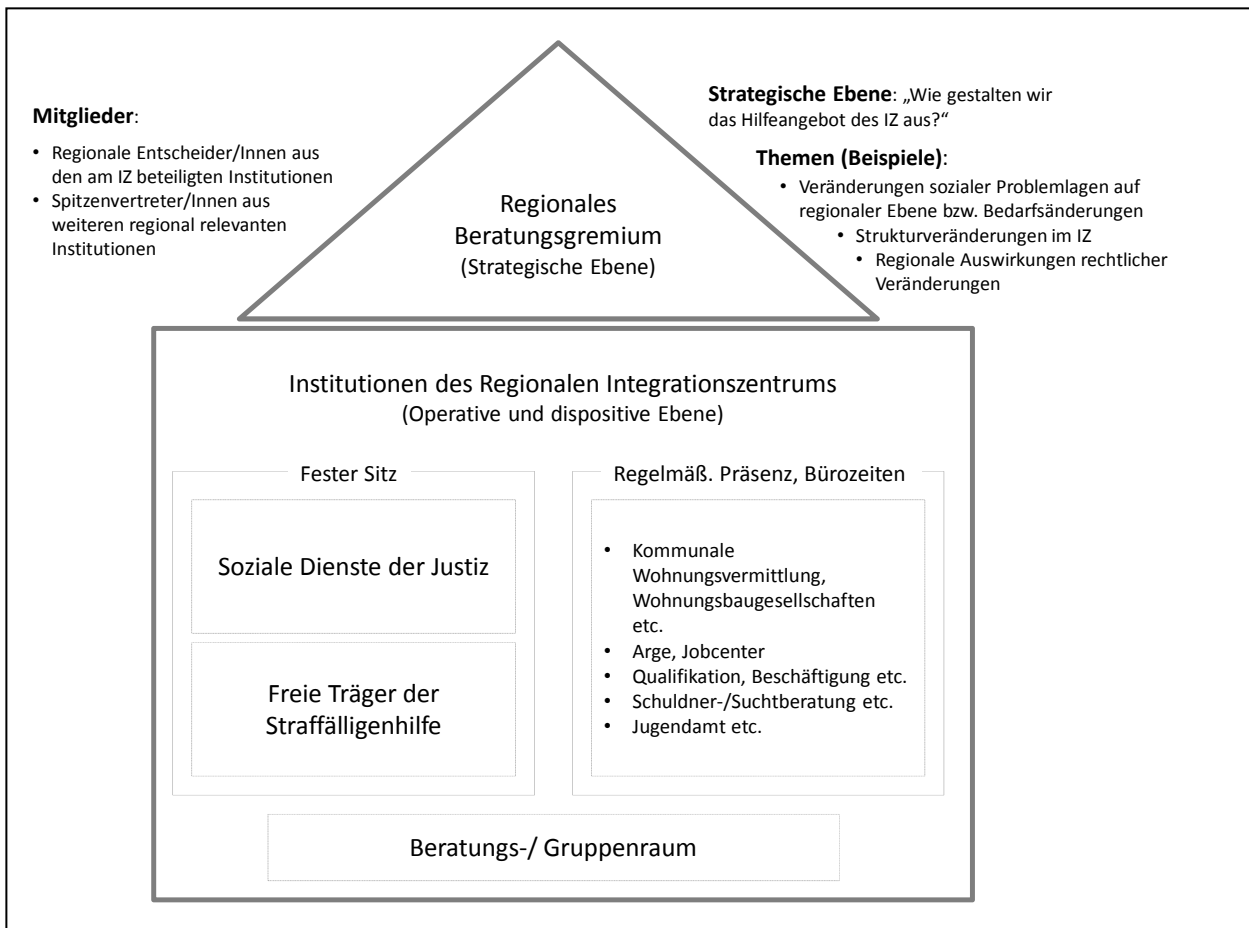 Mitglieder:
• Regionale Entscheider/Innen aus
den am IZ beteiligten Institutionen
• Spitzenvertreter/Innen aus
weiteren regional relevanten
Institutionen
Strategische Ebene: „Wie gestalten wir
das Hilfeangebot des IZ aus?“
Themen (Beispiele):
• Veränderungen sozialer Problemlagen auf
regionaler Ebene bzw. Bedarfsänderungen
• Strukturveränderungen im IZ
• Regionale Auswirkungen rechtlicher
Veränderungen
Regionales
Beratungsgremium
(Strategische Ebene)
Institutionen des Regionalen Integrationszentrums
(Operative und dispositive Ebene)
Fester Sitz
Soziale Dienste der Justiz
Freie Träger der
Straffälligenhilfe
Regelmäß. Präsenz, Bürozeiten
• Kommunale
Wohnungsvermittlung,
Wohnungsbaugesellschaften
etc.
• Arge, Jobcenter
• Qualifikation, Beschäftigung etc.
• Schuldner-/Suchtberatung etc.
• Jugendamt etc.
Beratungs-/ Gruppenraum